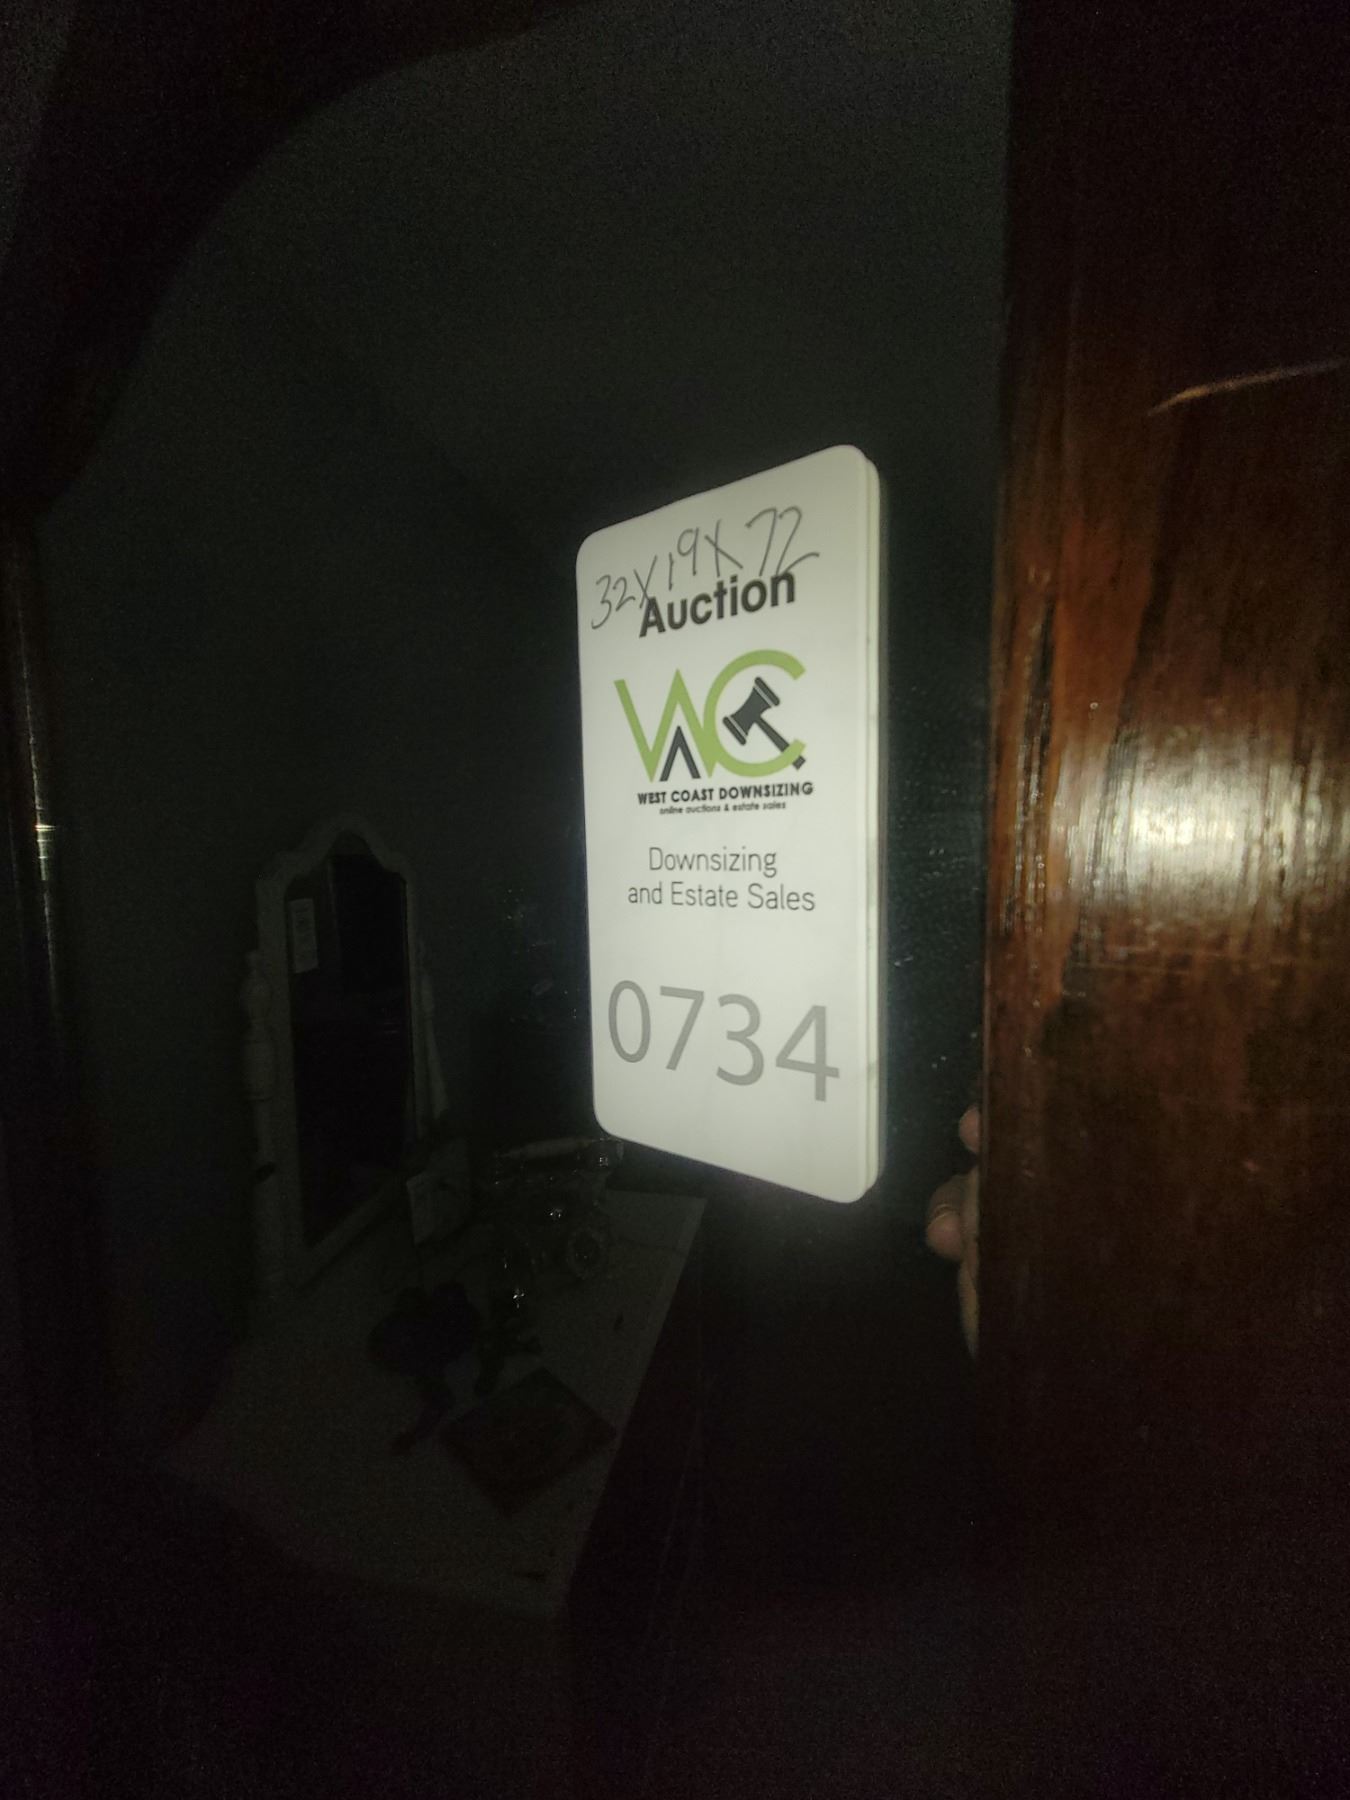 32X19X72
Auction
WC
WEST COAST DOWNSIZING
online auctions & estate sales
Downsizing
and Estate Sales
0734